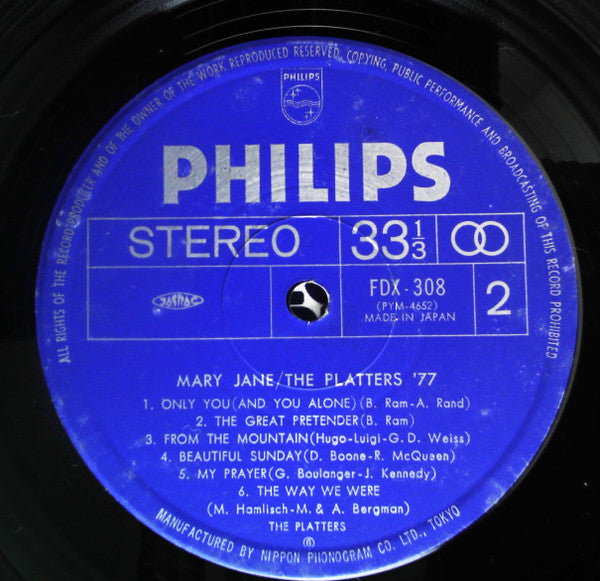 ALL RIGHTS OF THE RECORD PRODUCER AND OF THE OWNER OF THE WORK REPRODUCED RESERVED, COPYING, PUBLIC PERFORMANCE AND BROADCASTING OF THIS RECORD PROHIBITED
PHILIPS
PHILIPS
STEREO 33 1/3
JASRAC
FDX-308
(PYM-4652)
MADE IN JAPAN
2
MARY JANE/THE PLATTERS '77
1. ONLY YOU(AND YOU ALONE)(B. Ram-A. Rand)
2. THE GREAT PRETENDER(B. Ram)
3. FROM THE MOUNTAIN(Hugo-Luigi-G.D. Weiss)
4. BEAUTIFUL SUNDAY(D. Boone-R. McQueen)
5. MY PRAYER(G. Boulanger-J. Kennedy)
6. THE WAY WE WERE
(M. Hamlisch-M. & A. Bergman)
THE PLATTERS
MANUFACTURED BY NIPPON PHONOGRAM CO. LTD., TOKYO